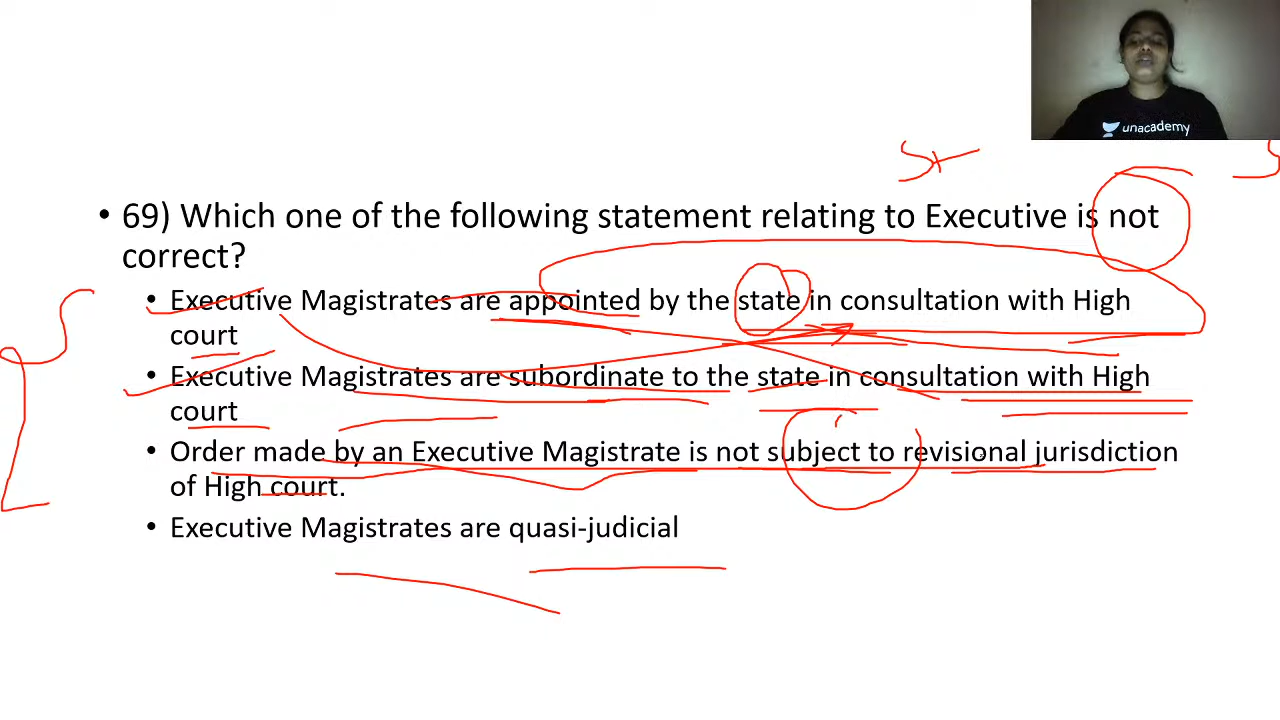 unacademy
St
• 69) Which one of the following statement relating to Executive is not
correct?
• Executive Magistrates are appointed by the state in consultation with High
court
• Executive Magistrates are subordinate to the state in consultation with High
court
• Order made by an Executive Magistrate is not subject to revisional jurisdiction
of High court.
• Executive Magistrates are quasi-judicial